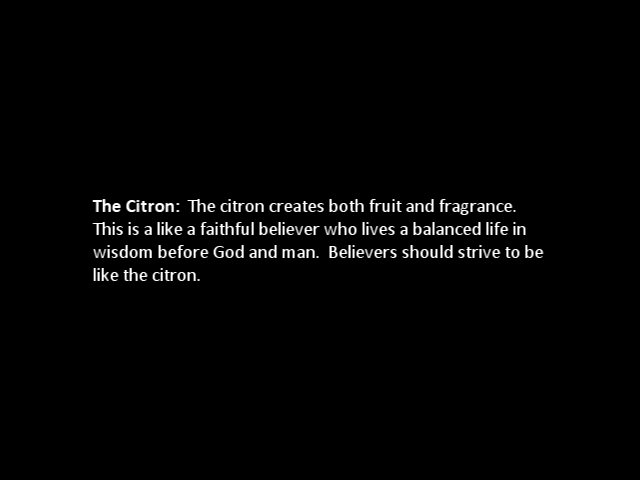 The Citron:  The citron creates both fruit and fragrance.
This is a like a faithful believer who lives a balanced life in
wisdom before God and man.  Believers should strive to be
like the citron.